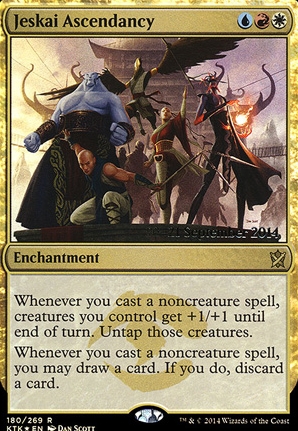 Jeskai Ascendancy
September 2014
Enchantment
Whenever you cast a noncreature spell,
creatures you control get +1/+1 until
end of turn. Untap those creatures.
Whenever you cast a noncreature spell,
you may draw a card. If you do, discard
a card.
180/269 R
KTK★EN DAN SCOTT
™ & © 2014 Wizards of the Coast